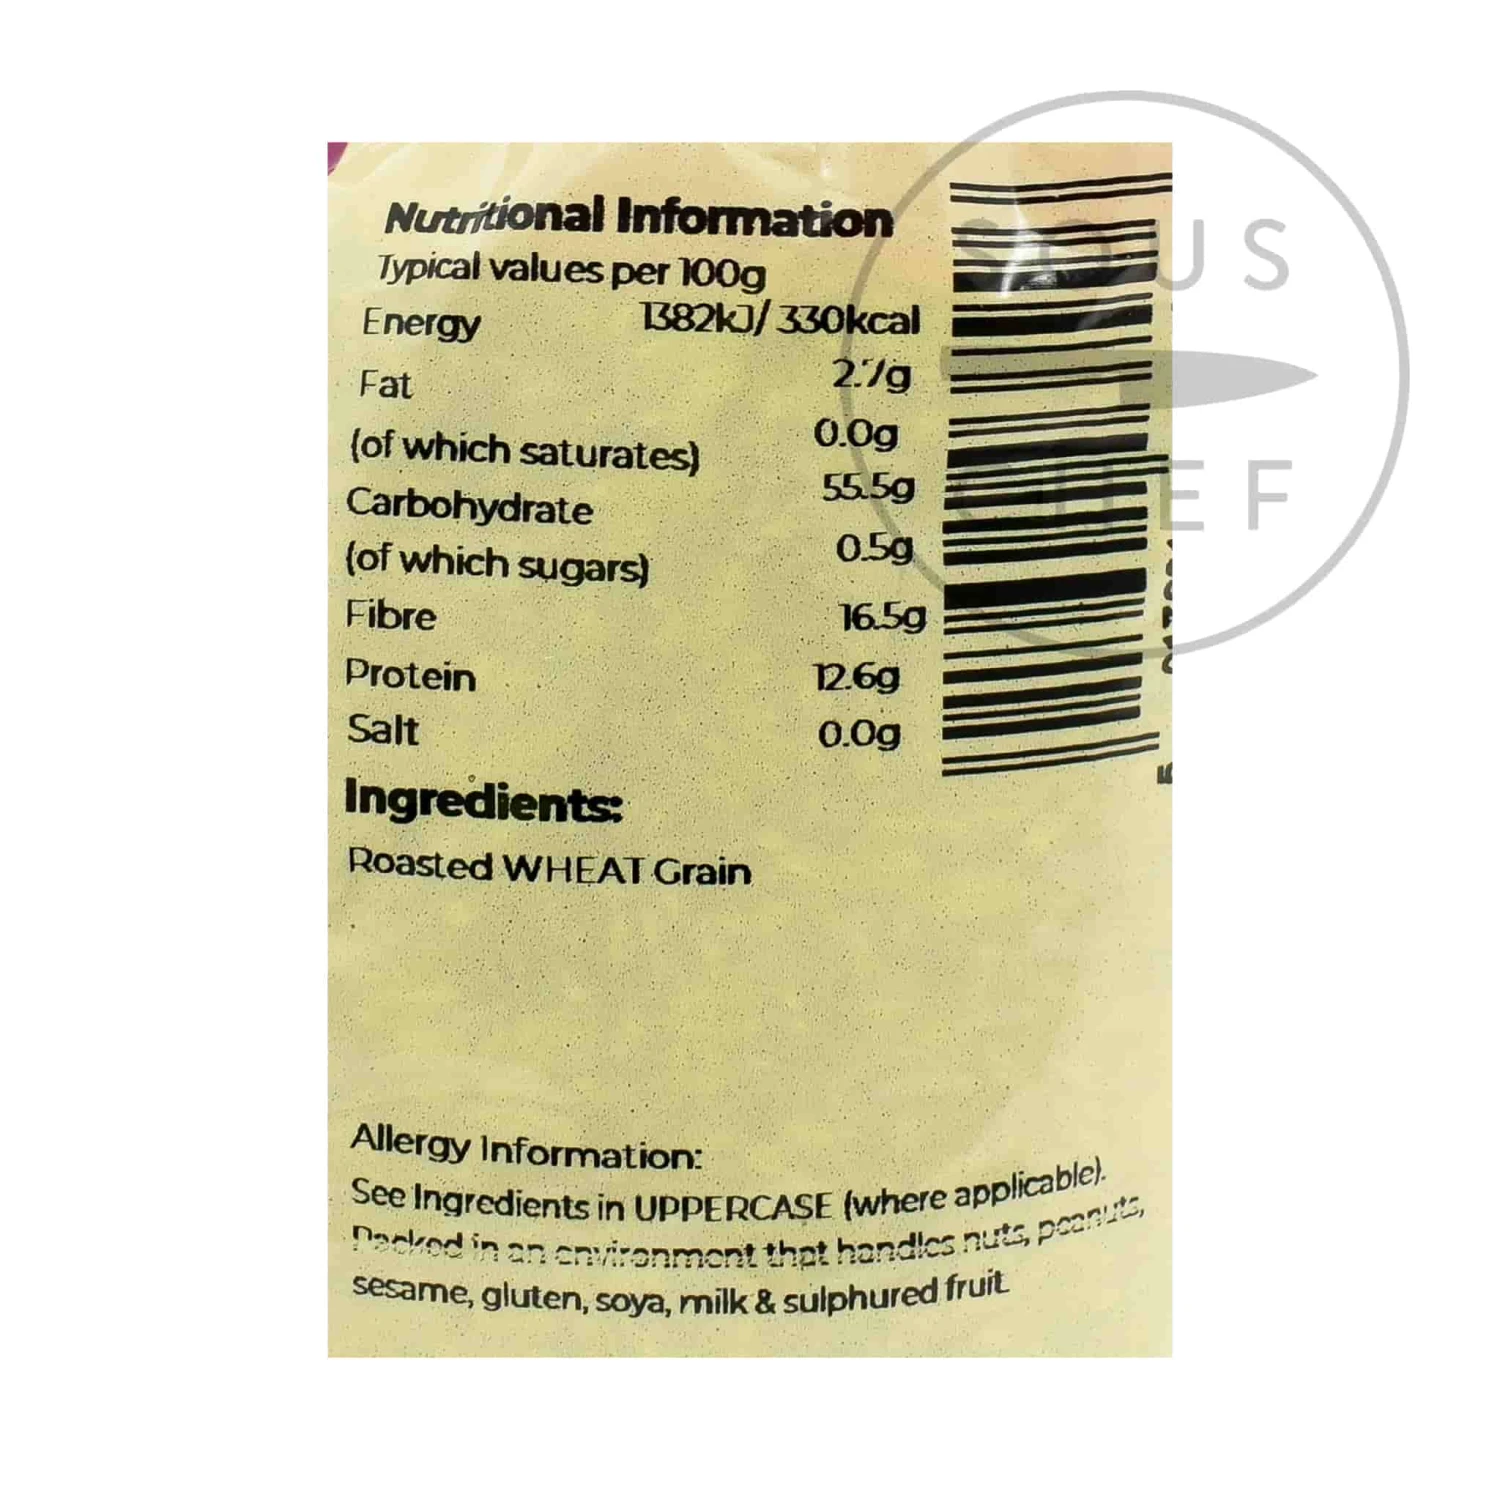 Nutritional Information
Typical values per 100g
Energy 1382kJ/ 330kcal
Fat 2.7g
(of which saturates) 0.0g
Carbohydrate 55.5g
(of which sugars) 0.5g
Fibre 16.5g
Protein 12.6g
Salt 0.0g
Ingredients:
Roasted WHEAT Grain
Allergy Information:
See Ingredients in UPPERCASE (where applicable).
Packed in an environment that handles nuts, peanuts,
sesame, gluten, soya, milk & sulphured fruit
SOUS
CHEF
5